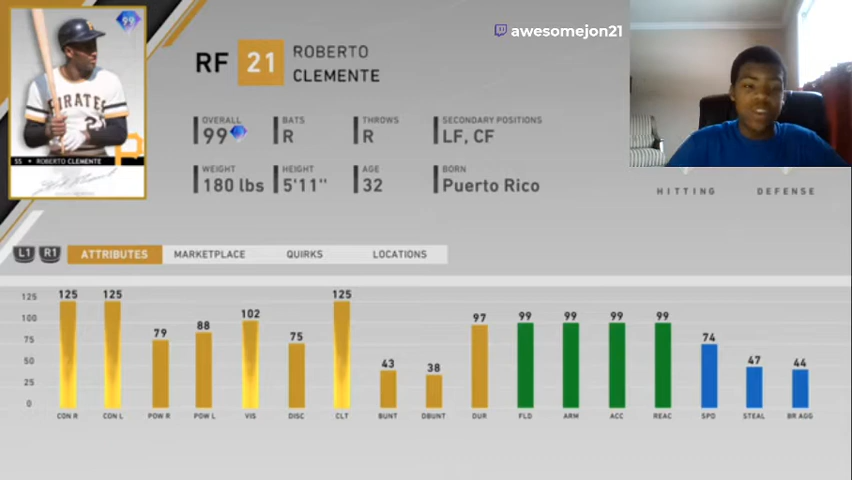 99
PIRATES
21
SS • ROBERTO CLEMENTE
RF 21 ROBERTO CLEMENTE
awesomejon21
OVERALL BATS THROWS SECONDARY POSITIONS
99 R R LF, CF
WEIGHT HEIGHT AGE BORN
180 lbs 5'11" 32 Puerto Rico
HITTING DEFENSE
L1 R1 ATTRIBUTES MARKETPLACE QUIRKS LOCATIONS
125
100
75
50
25
0
125 125 79 88 102 75 125 43 38 97 99 99 99 99 74 47 44
CON R CON L POW R POW L VIS DISC CLT BUNT DBUNT DUR FLD ARM ACC REAC SPD STEAL BR AGG